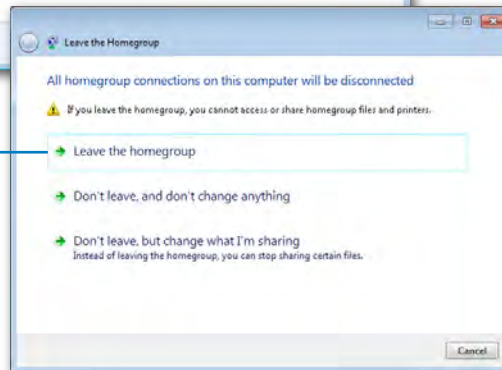 Leave the Homegroup
All homegroup connections on this computer will be disconnected
If you leave the homegroup, you cannot access or share homegroup files and printers.
Leave the homegroup
Don't leave, and don't change anything
Don't leave, but change what I'm sharing
Instead of leaving the homegroup, you can stop sharing certain files.
Cancel